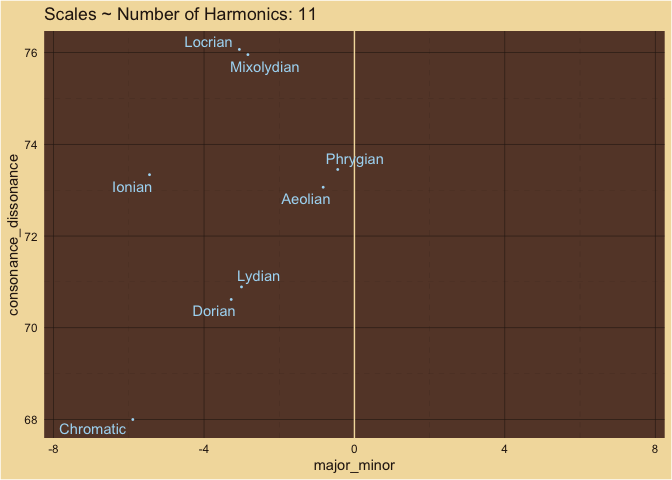 Scales ~ Number of Harmonics: 11
76
Locrian
Mixolydian
74
Phrygian
Ionian
Aeolian
consonance_dissonance
72
Lydian
Dorian
70
68
Chromatic
-8 -4 0 4 8
major_minor